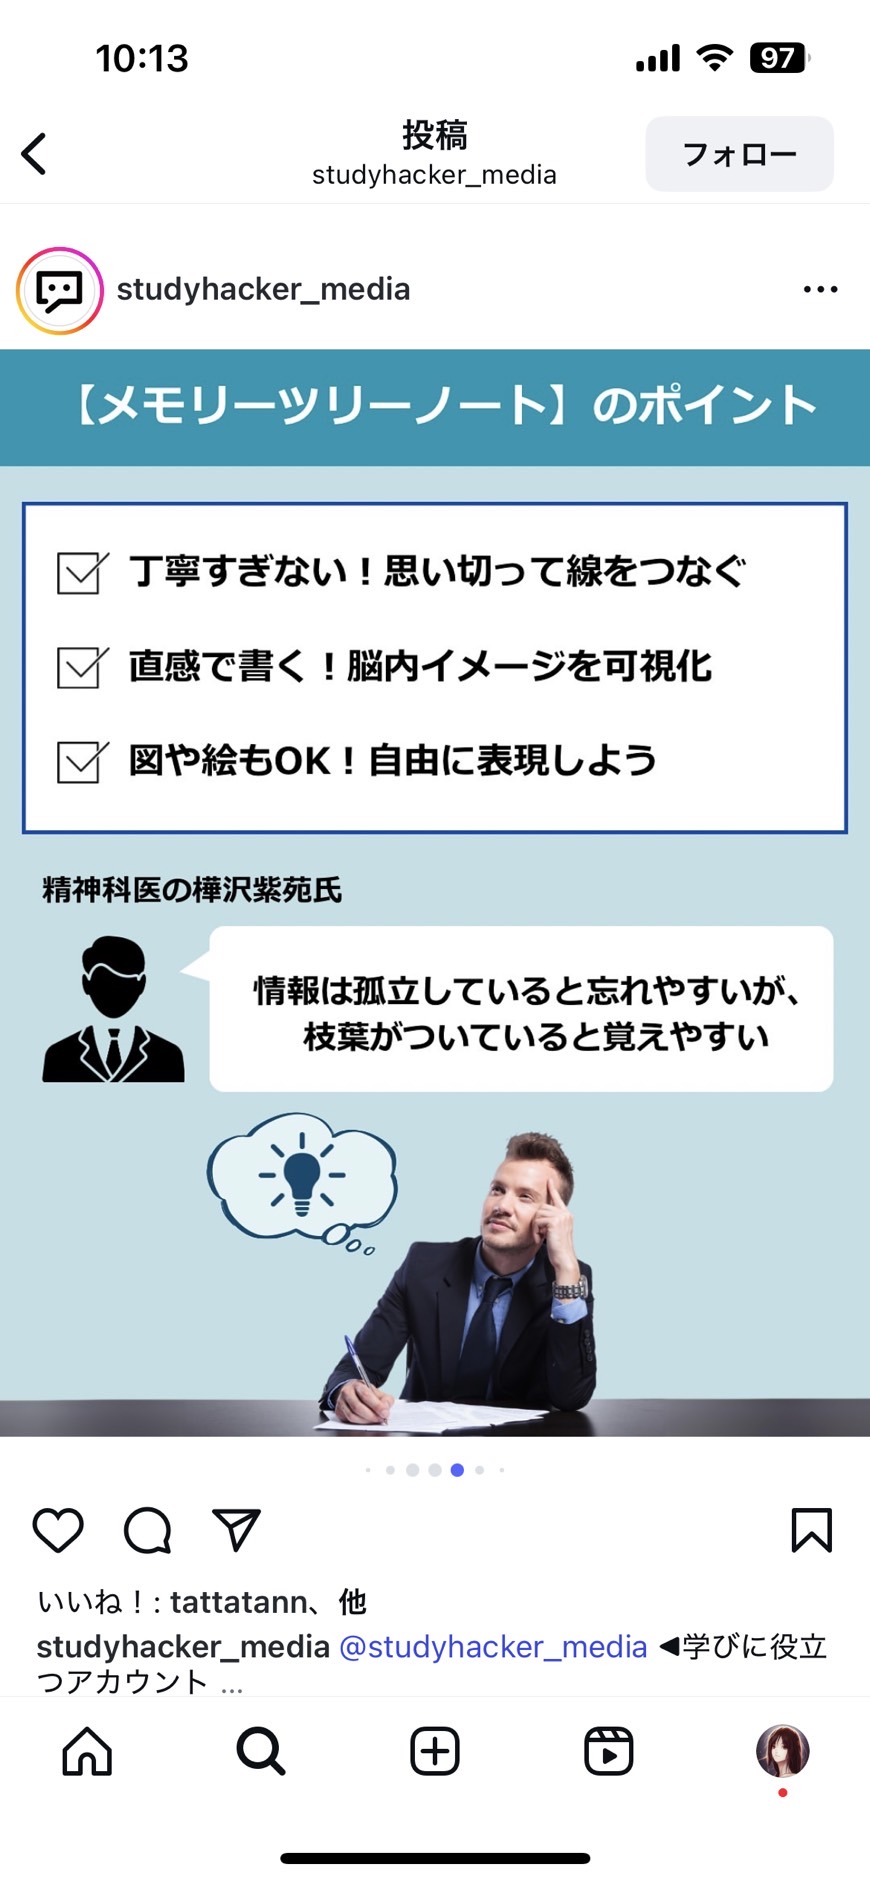 10:13
97
投稿
studyhacker_media
フォロー
studyhacker_media
【メモリーツリーノート】のポイント
丁寧すぎない！思い切って線をつなぐ
直感で書く！脳内イメージを可視化
図や絵もOK！自由に表現しよう
精神科医の樺沢紫苑氏
情報は孤立していると忘れやすいが、
枝葉がついていると覚えやすい
いいね！: tattatann、他
studyhacker_media @studyhacker_media ◀学びに役立
つアカウント ...